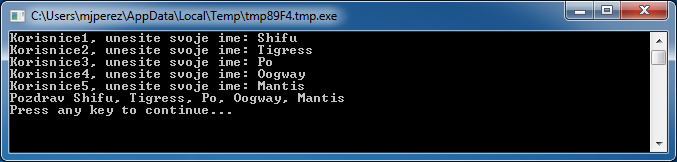 C:\Users\mjperez\AppData\Local\Temp\tmp89F4.tmp.exe
Korisnice1, unesite svoje ime: Shifu
Korisnice2, unesite svoje ime: Tigress
Korisnice3, unesite svoje ime: Po
Korisnice4, unesite svoje ime: Oogway
Korisnice5, unesite svoje ime: Mantis
Pozdrav Shifu, Tigress, Po, Oogway, Mantis
Press any key to continue...